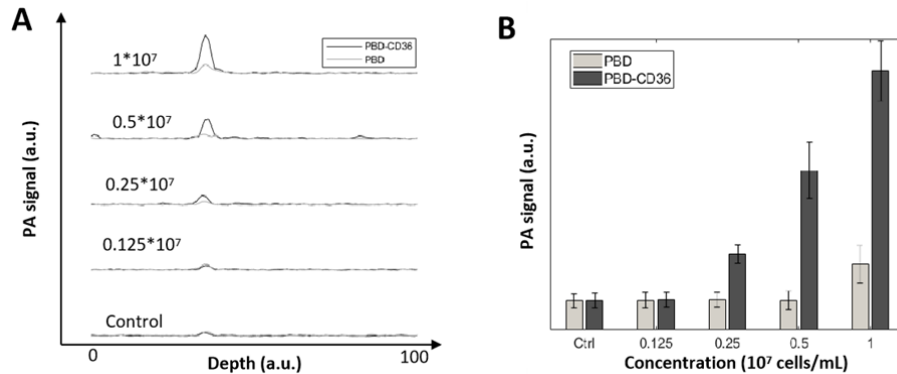 A
PA signal (a.u.)
PBD-CD36
PBD
1*10⁷
0.5*10⁷
0.25*10⁷
0.125*10⁷
Control
0
100
Depth (a.u.)
B
PA signal (a.u.)
PBD
PBD-CD36
Ctrl
0.125
0.25
0.5
1
Concentration (10⁷ cells/mL)